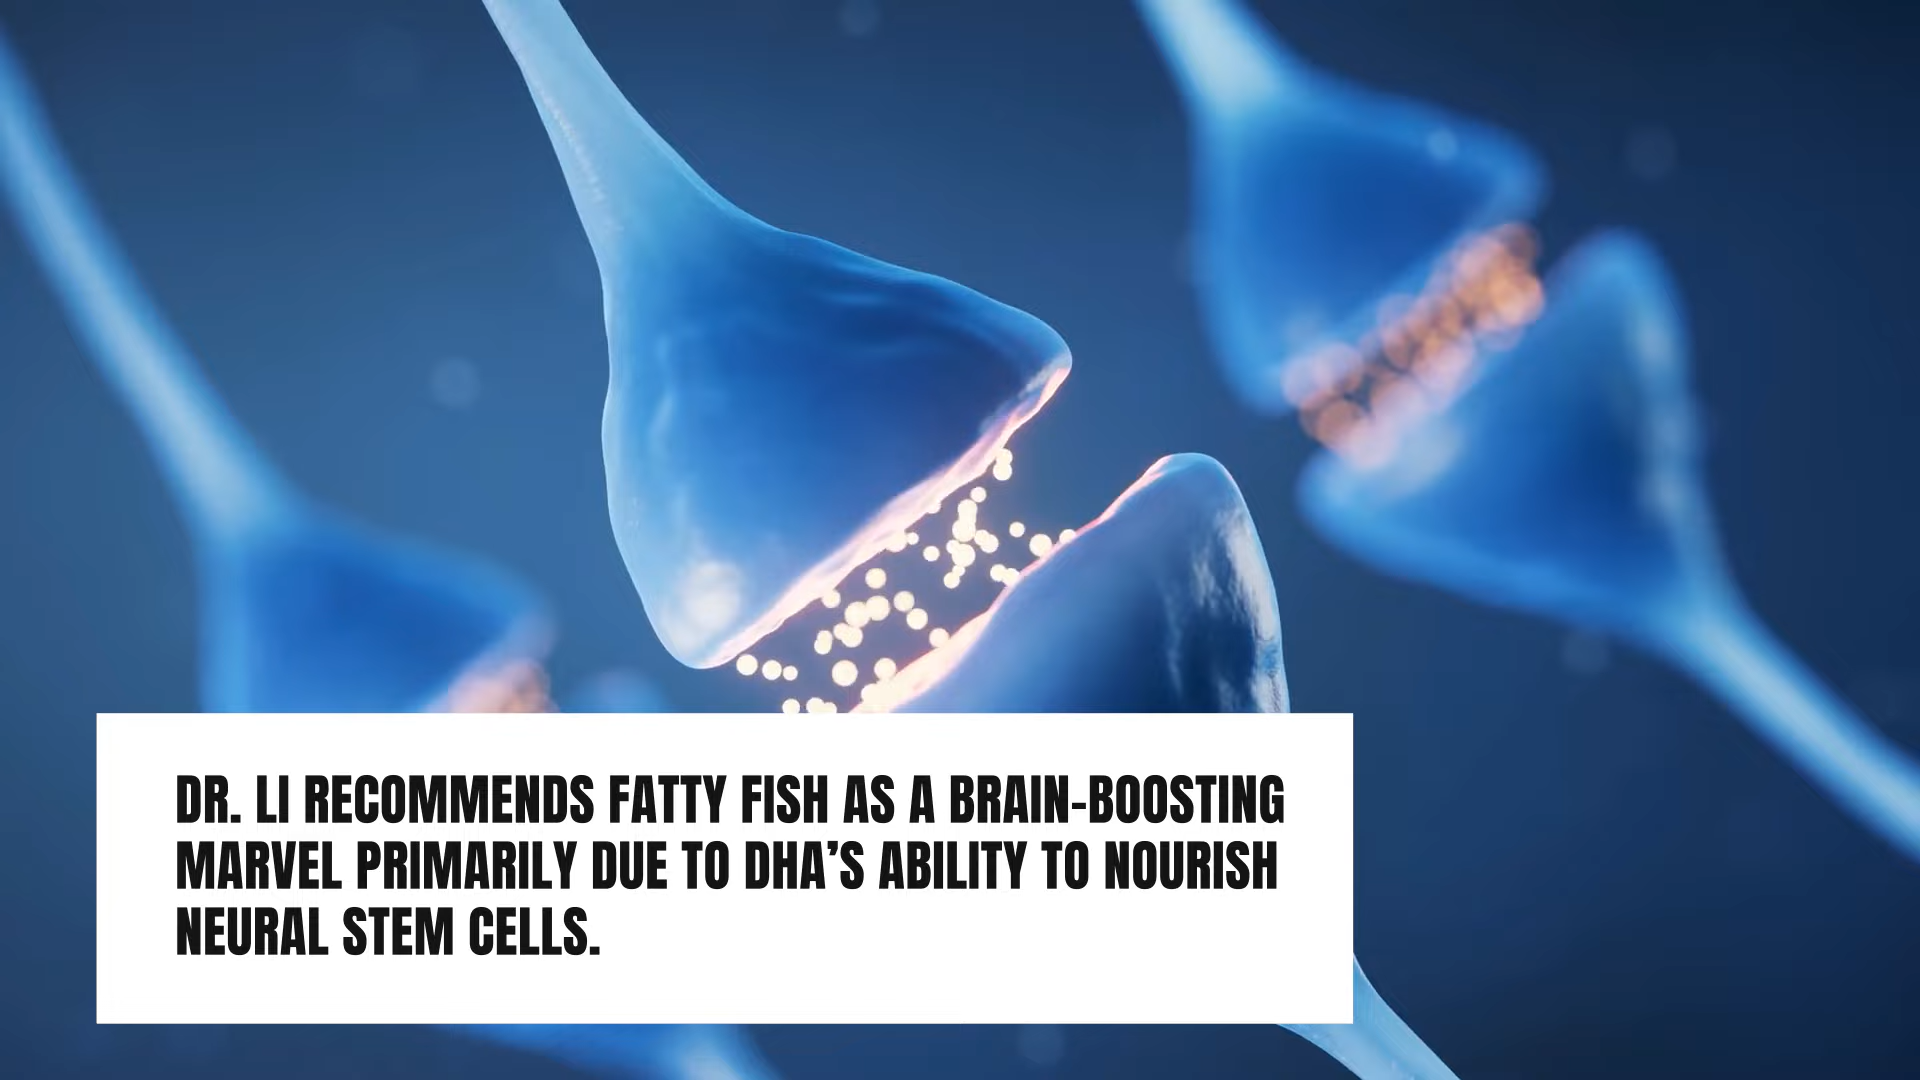 DR. LI RECOMMENDS FATTY FISH AS A BRAIN-BOOSTING
MARVEL PRIMARILY DUE TO DHA’S ABILITY TO NOURISH
NEURAL STEM CELLS.